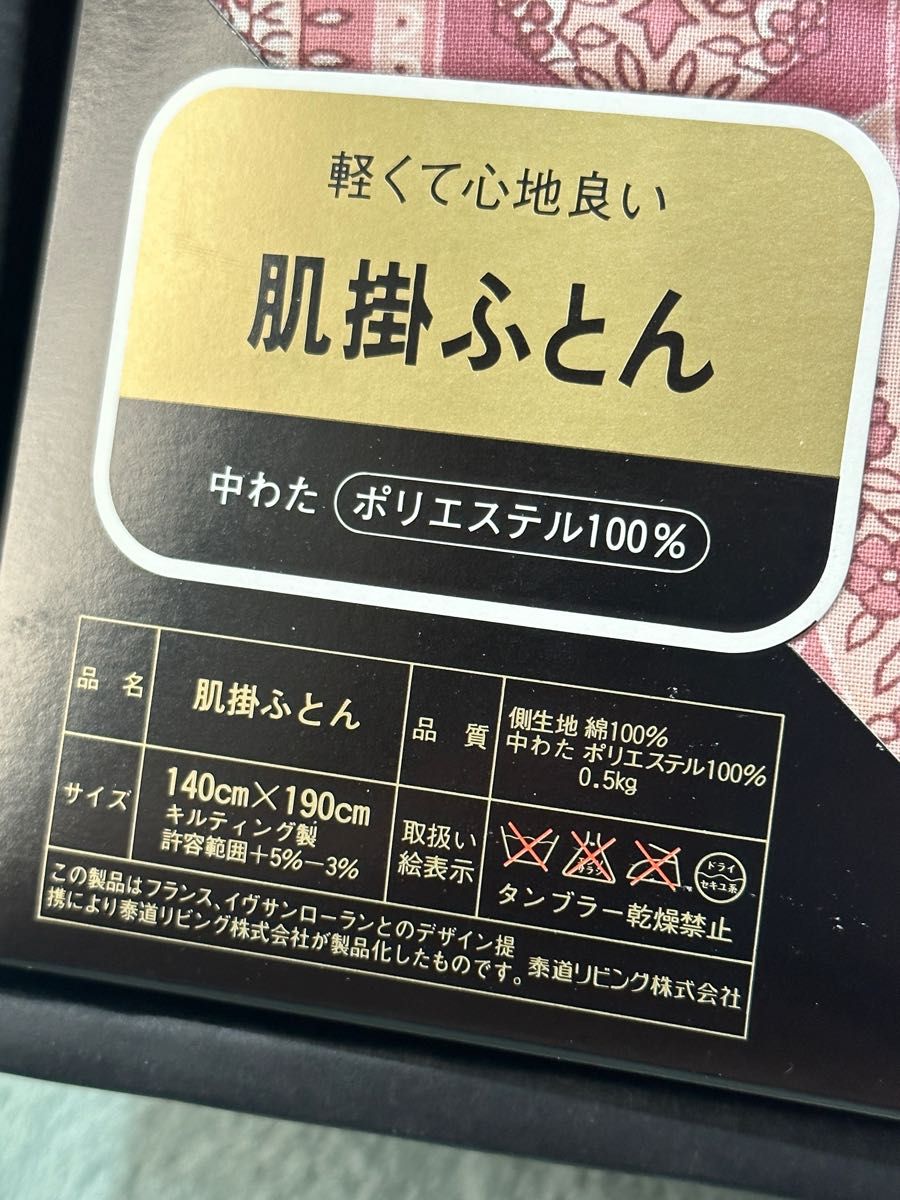 軽くて心地良い
肌掛ふとん
中わた ポリエステル100%
品名 肌掛ふとん
品質 側生地 綿100%
中わた ポリエステル100%
0.5kg
サイズ 140cm×190cm
キルティング製
許容範囲+5%-3%
取扱い
絵表示
エンソ
サラシ
ドライ
セキユ系
タンブラー乾燥禁止
この製品はフランス、イヴサンローランとのデザイン提
携により泰道リビング株式会社が製品化したものです。
泰道リビング株式会社